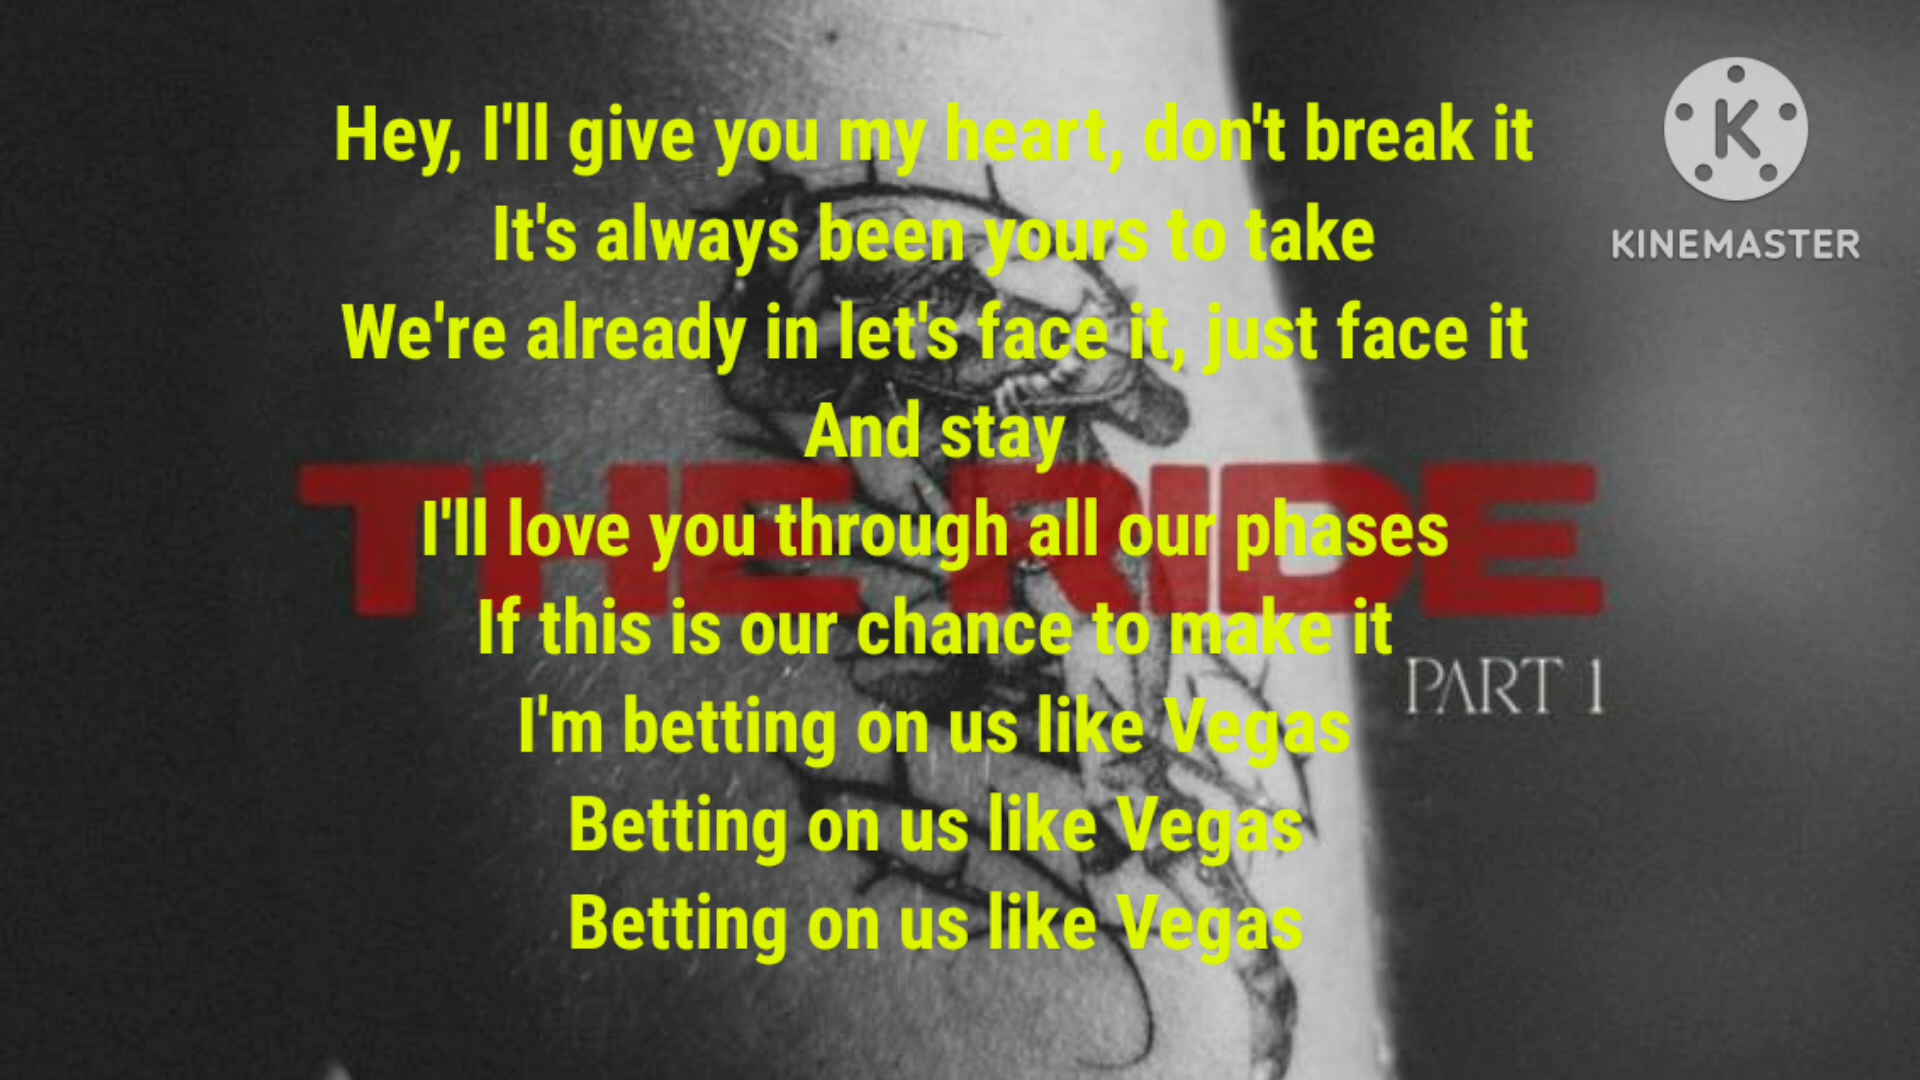 Hey, I'll give you my heart, don't break it
KINEMASTER
It's always been yours to take
We're already in let's face it, just face it
And stay
THE RIDE
I'll love you through all our phases
If this is our chance to make it
PART 1
I'm betting on us like Vegas
Betting on us like Vegas
Betting on us like Vegas